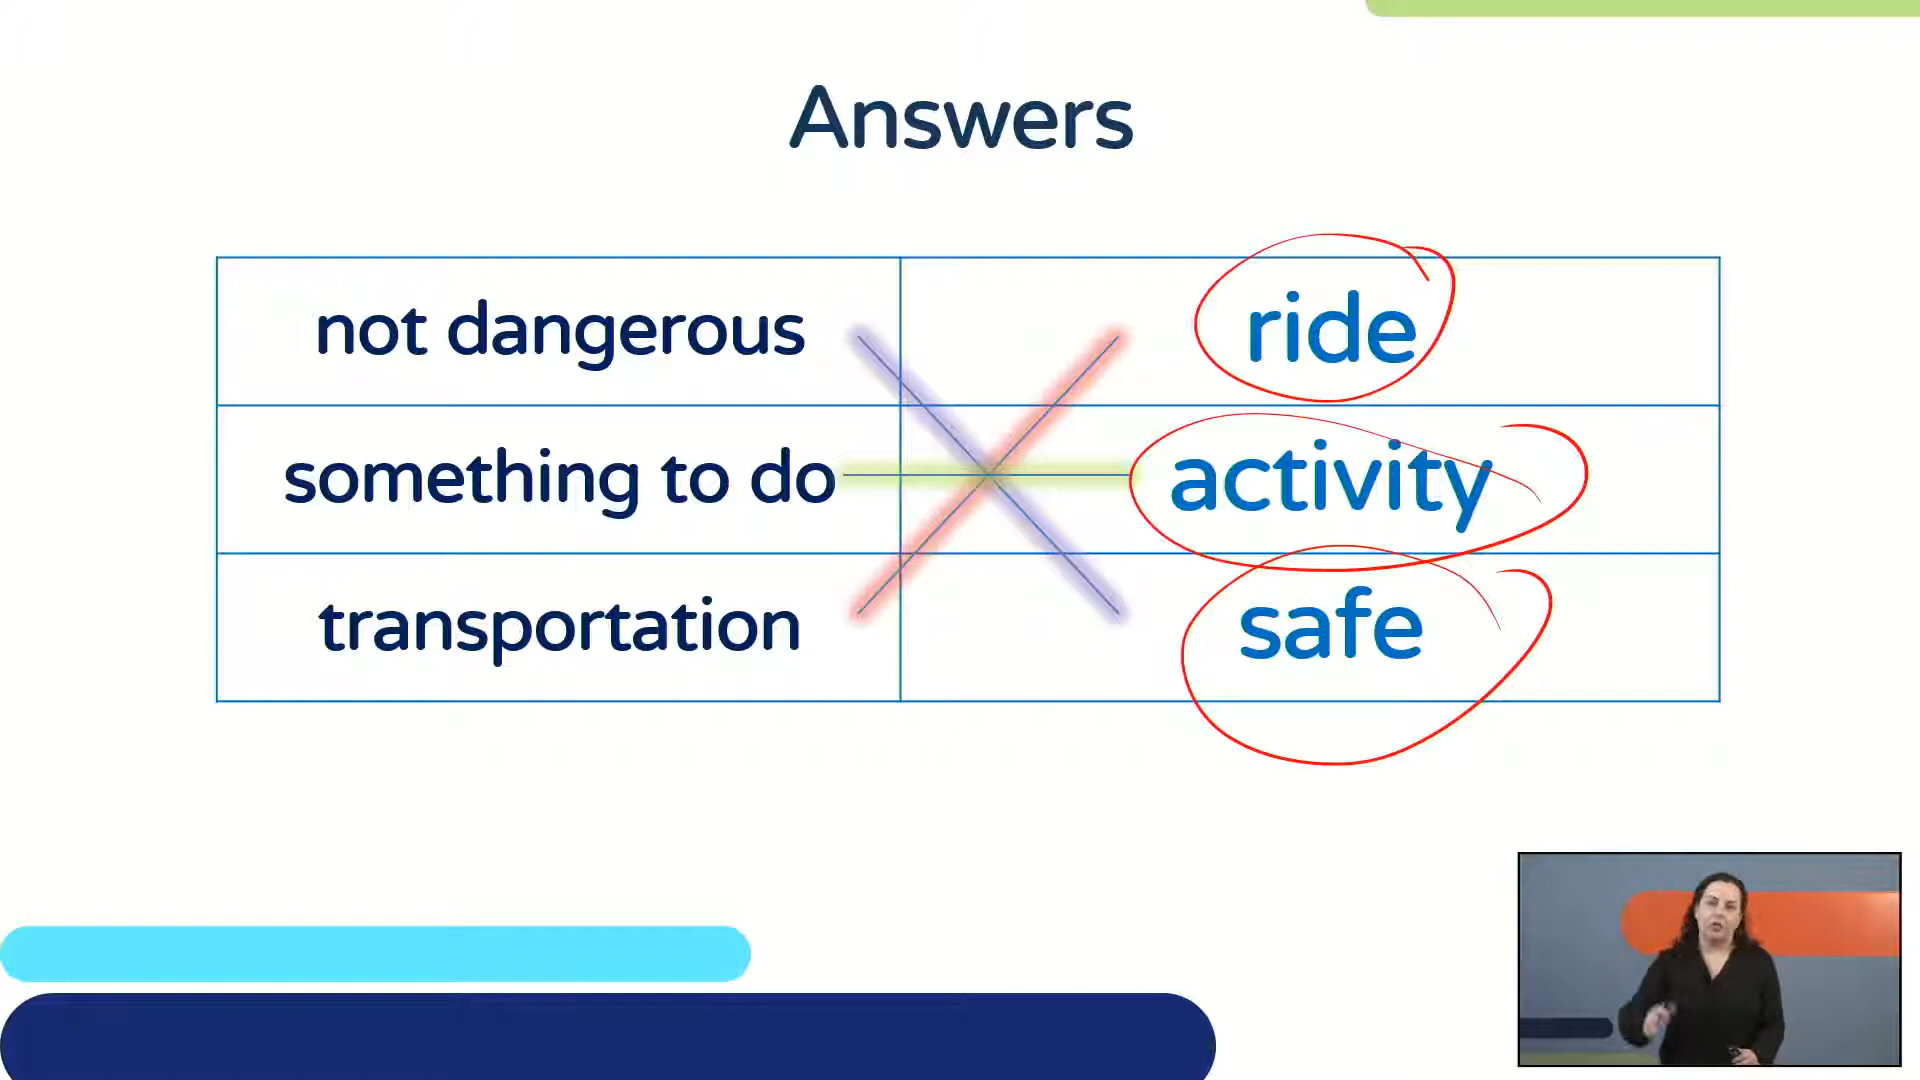 Answers
not dangerous ride
something to do activity
transportation safe